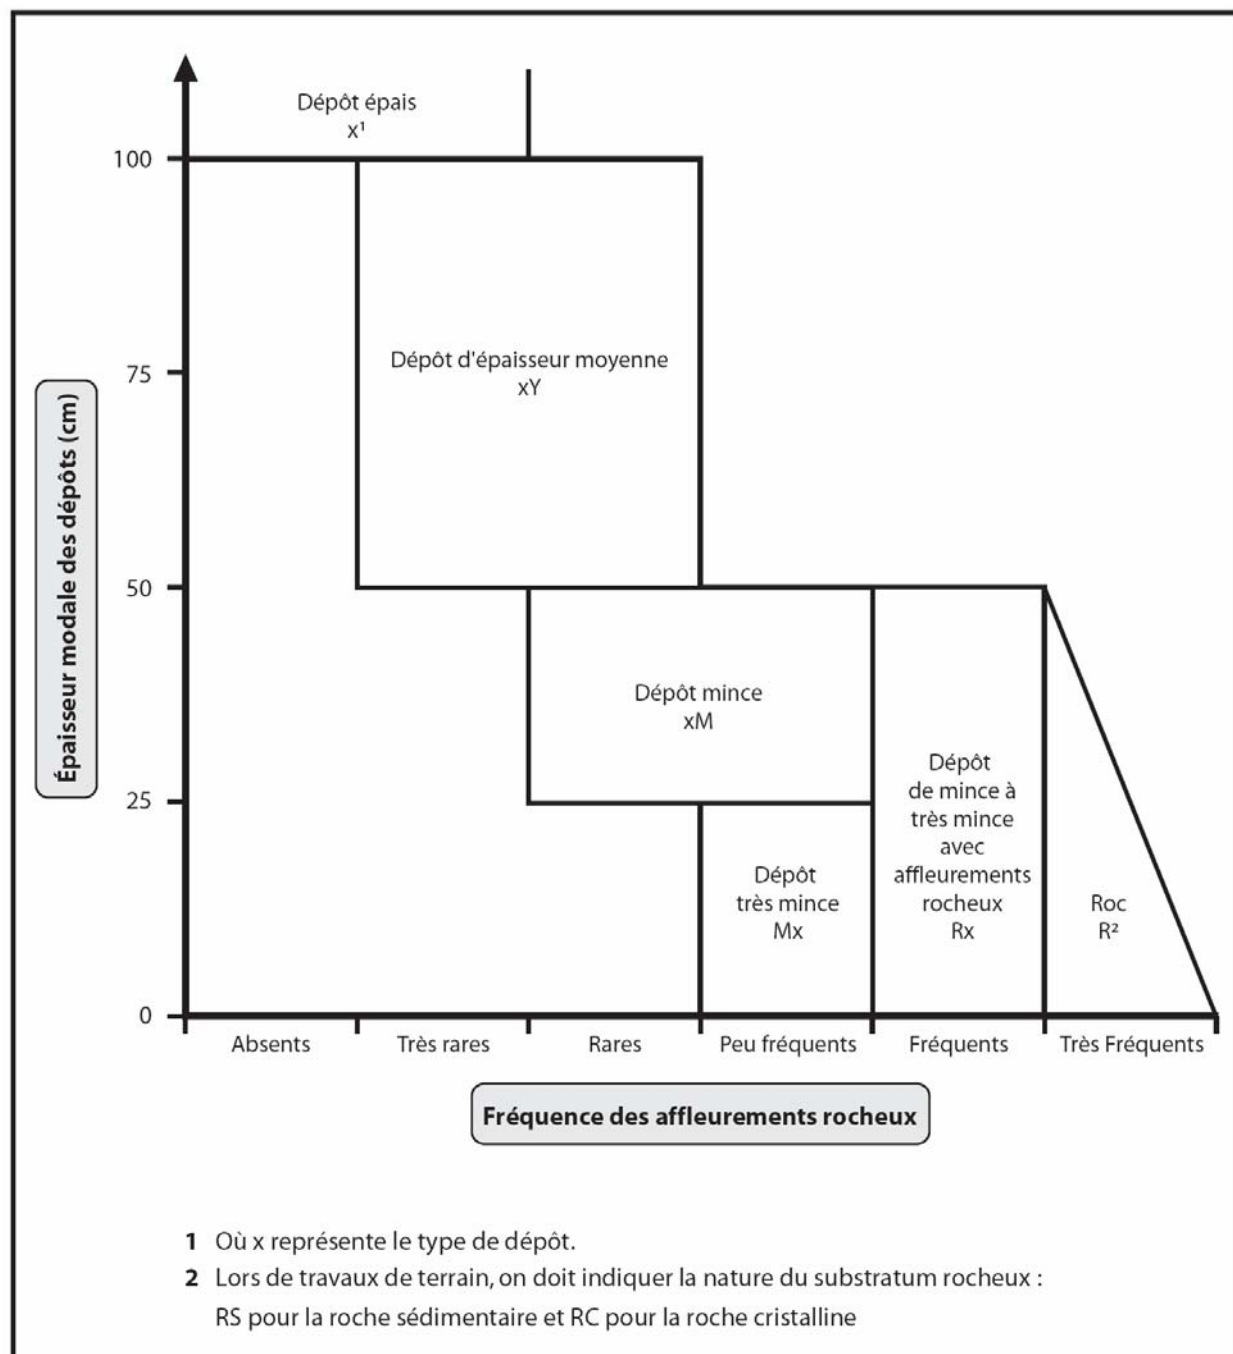 Dépôt épais
x¹
100
Dépôt d'épaisseur moyenne
xY
75
Épaisseur modale des dépôts (cm)
50
Dépôt mince
xM
25
Dépôt
de mince à
très mince
avec
affleurements
rocheux
Rx
Dépôt
très mince
Mx
Roc
R²
0
Absents
Très rares
Rares
Peu fréquents
Fréquents
Très Fréquents
Fréquence des affleurements rocheux
1 Où x représente le type de dépôt.
2 Lors de travaux de terrain, on doit indiquer la nature du substratum rocheux :
RS pour la roche sédimentaire et RC pour la roche cristalline